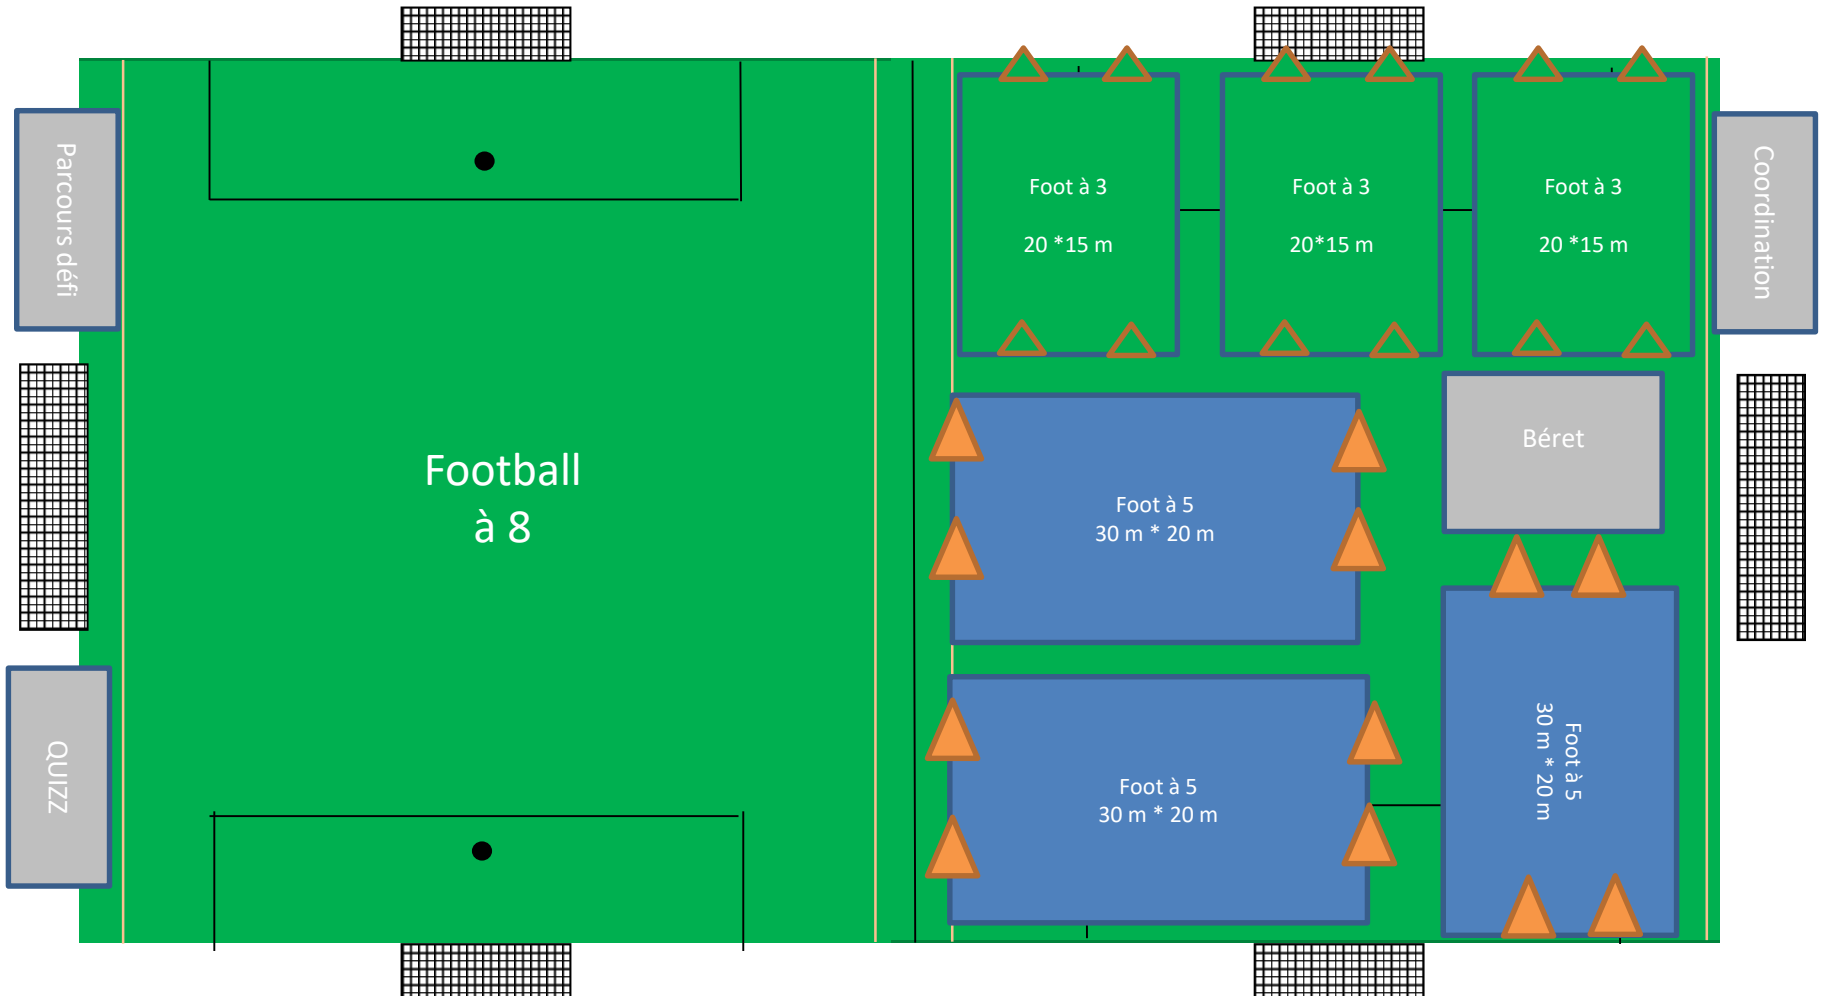 Parcours défi
QUIZZ
Football
à 8
Foot à 3
20 *15 m
Foot à 3
20*15 m
Foot à 3
20 *15 m
Coordination
Béret
Foot à 5
30 m * 20 m
Foot à 5
30 m * 20 m
Foot à 5
30 m * 20 m